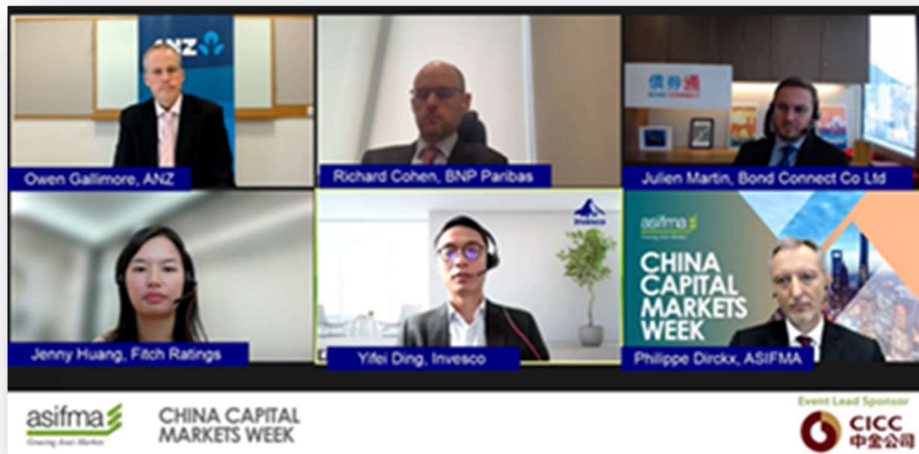 ANZ
債券通
BOND CONNECT
Owen Gallimore, ANZ
Richard Cohen, BNP Paribas
Julien Martin, Bond Connect Co Ltd
Invesco
asifma
CHINA
CAPITAL
MARKETS
WEEK
Jenny Huang, Fitch Ratings
Yifei Ding, Invesco
Philippe Dirckx, ASIFMA
asifma
Growing Asia's Markets
CHINA CAPITAL
MARKETS WEEK
Event Lead Sponsor
CICC
中金公司